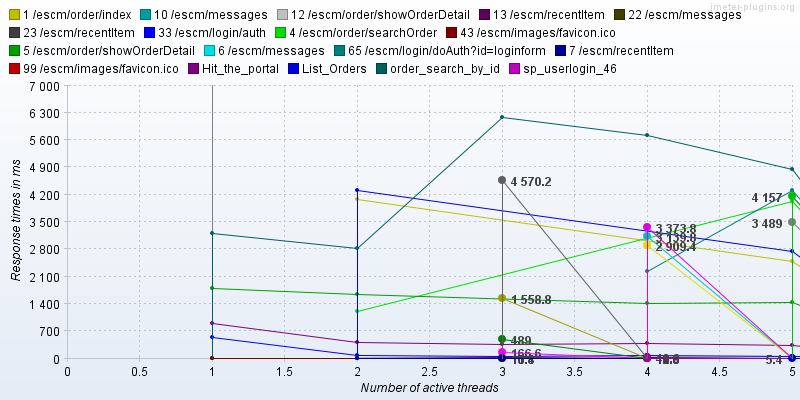 jmeter-plugins.org
1 /escm/order/index 10 /escm/messages 12 /escm/order/showOrderDetail 13 /escm/recentItem 22 /escm/messages
23 /escm/recentItem 33 /escm/login/auth 4 /escm/order/searchOrder 43 /escm/images/favicon.ico
5 /escm/order/showOrderDetail 6 /escm/messages 65 /escm/login/doAuth?id=loginform 7 /escm/recentItem
99 /escm/images/favicon.ico Hit_the_portal List_Orders order_search_by_id sp_userlogin_46
7 000
6 300
5 600
4 900
4 200
3 500
2 800
2 100
1 400
700
0
Response times in ms
4 570.2
4 157
3 489
3 373.8
2 909.4
1 558.8
489
166.6
5.4
0 0.5 1 1.5 2 2.5 3 3.5 4 4.5 5
Number of active threads